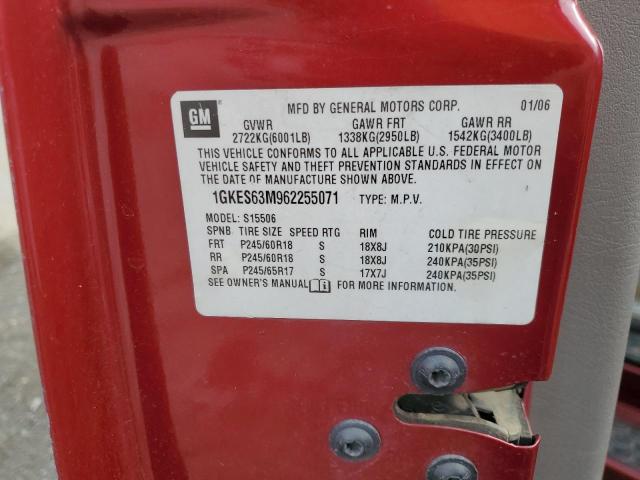 GM
MFD BY GENERAL MOTORS CORP. 01/06
GVWR GAWR FRT GAWR RR
2722KG(6001LB) 1338KG(2950LB) 1542KG(3400LB)
THIS VEHICLE CONFORMS TO ALL APPLICABLE U.S. FEDERAL MOTOR
VEHICLE SAFETY AND THEFT PREVENTION STANDARDS IN EFFECT ON
THE DATE OF MANUFACTURE SHOWN ABOVE.
1GKES63M962255071 TYPE: M.P.V.
MODEL: S15506
SPNB TIRE SIZE SPEED RTG RIM COLD TIRE PRESSURE
FRT P245/60R18 S 18X8J 210KPA(30PSI)
RR P245/60R18 S 18X8J 240KPA(35PSI)
SPA P245/65R17 S 17X7J 240KPA(35PSI)
SEE OWNER'S MANUAL FOR MORE INFORMATION.